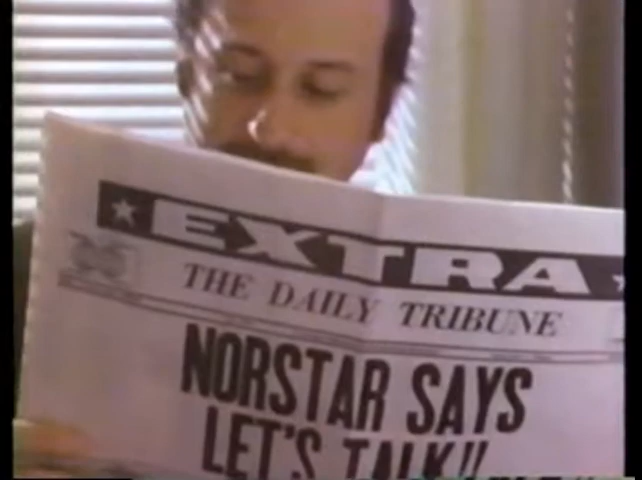 EXTRA
THE DAILY TRIBUNE
NORSTAR SAYS
LET'S TALK!!